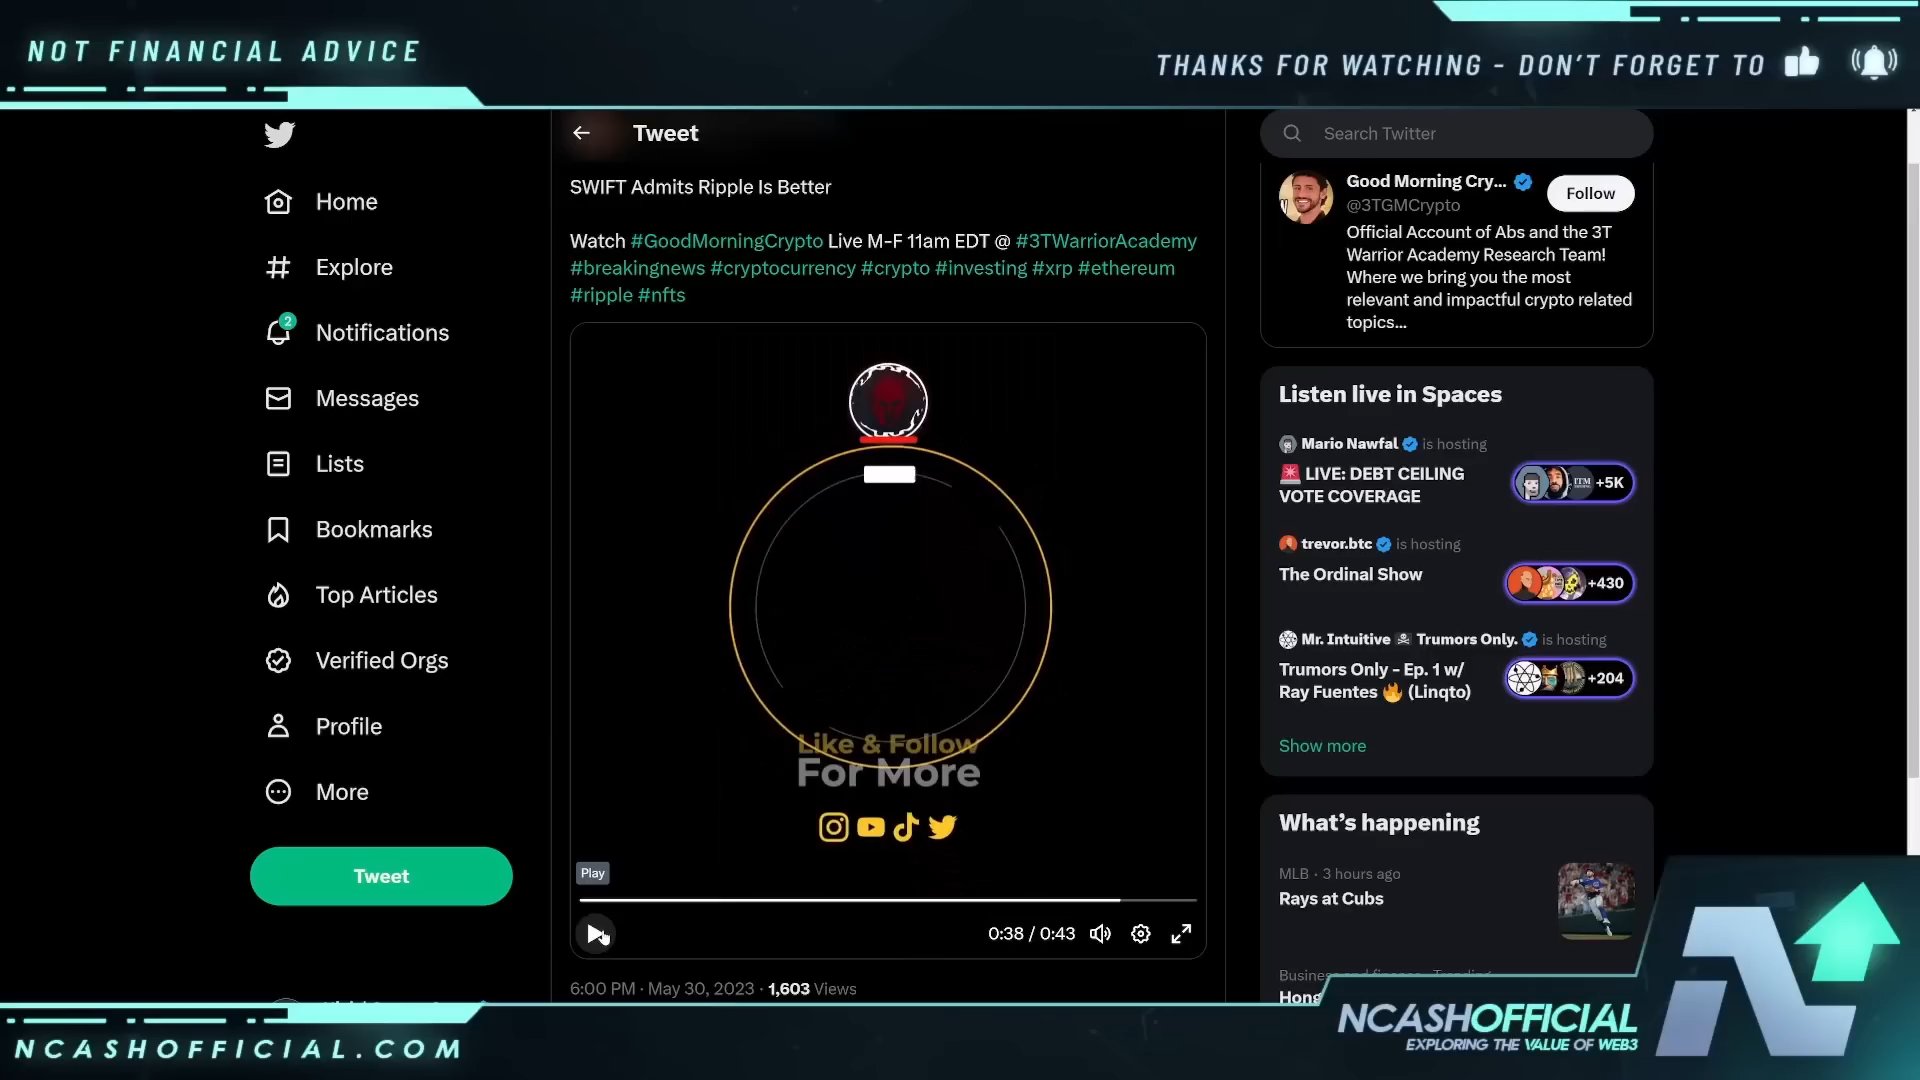 NOT FINANCIAL ADVICE
THANKS FOR WATCHING - DON'T FORGET TO
Home
Explore
2
Notifications
Messages
Lists
Bookmarks
Top Articles
Verified Orgs
Profile
More
Tweet
Tweet
SWIFT Admits Ripple Is Better
Watch #GoodMorningCrypto Live M-F 11am EDT @ #3TWarriorAcademy
#breakingnews #cryptocurrency #crypto #investing #xrp #ethereum
#ripple #nfts
Like & Follow
For More
Play
0:38 / 0:43
6:00 PM · May 30, 2023 · 1,603 Views
Search Twitter
Good Morning Cry...
@3TGMCrypto
Follow
Official Account of Abs and the 3T
Warrior Academy Research Team!
Where we bring you the most
relevant and impactful crypto related
topics...
Listen live in Spaces
Mario Nawfal is hosting
🚨 LIVE: DEBT CEILING
VOTE COVERAGE
ITM
+5K
trevor.btc is hosting
The Ordinal Show
+430
Mr. Intuitive ☠ Trumors Only. is hosting
Trumors Only - Ep. 1 w/
Ray Fuentes 🔥 (Linqto)
+204
Show more
What's happening
MLB · 3 hours ago
Rays at Cubs
Business and finance · Trending
Hong
NCASHOFFICIAL
EXPLORING THE VALUE OF WEB3
NCASHOFFICIAL.COM